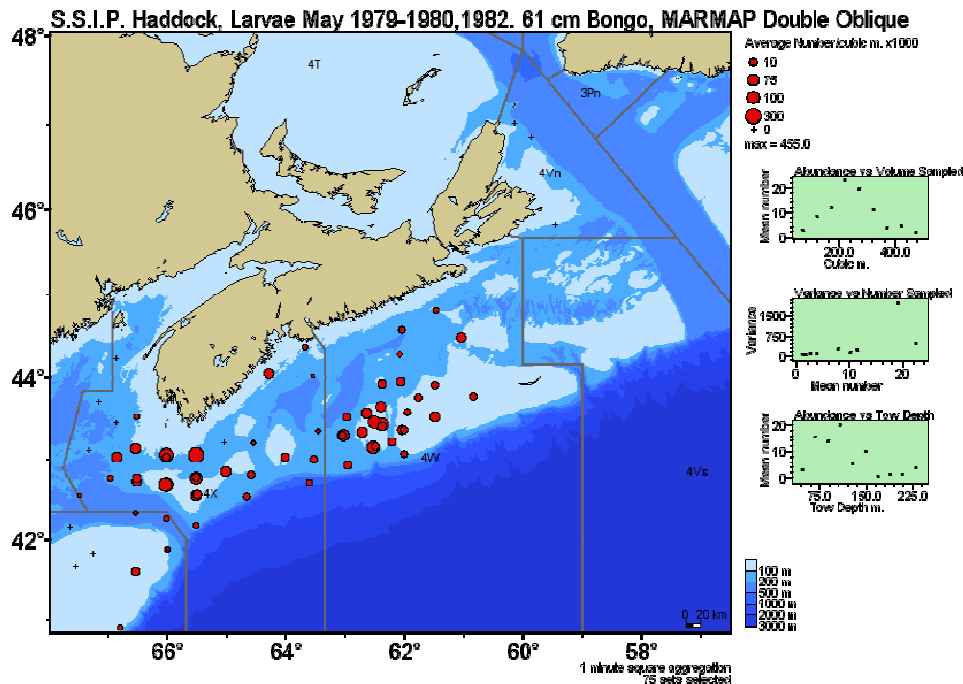 S.S.I.P. Haddock, Larvae May 1979-1980,1982. 61 cm Bongo, MARMAP Double Oblique
48°
46°
44°
42°
66°
64°
62°
60°
58°
4T
3Pn
4Vn
4W
4X
4Vs
0 20 km
1 minute square aggregation
75 sets selected
Average Number/cubic m. x1000
10
75
100
300
+ 0
max = 455.0
Abundance vs Volume Sampled
Mean number
20
10
0
200.0 400.0
Cubic m.
Variance vs Number Sampled
Variance
1500
750
0
0 10 20
Mean number
Abundance vs Tow Depth
Mean number
20
10
0
75.0 190.0 225.0
Tow Depth m.
100 m
200 m
500 m
1000 m
2000 m
3000 m